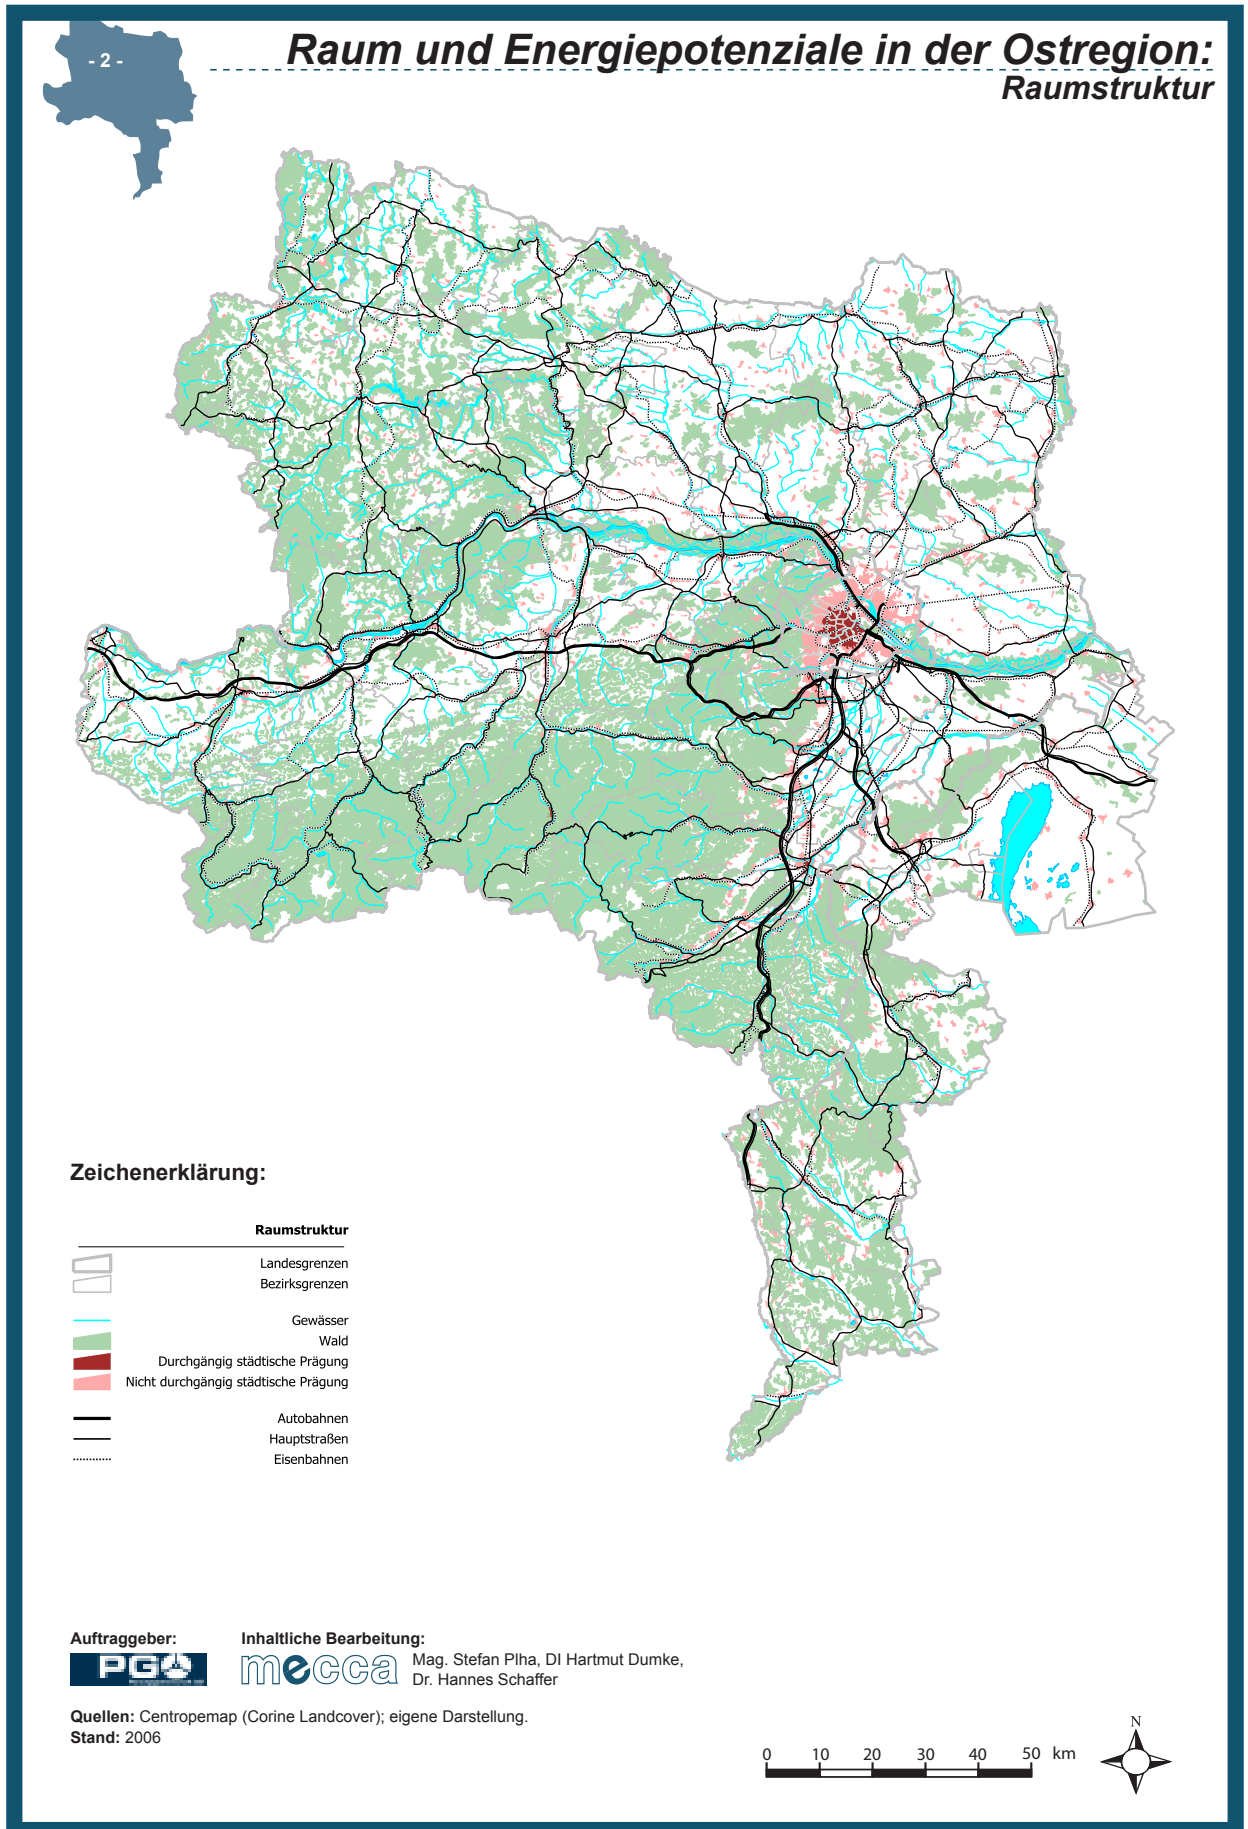 - 2 -
Raum und Energiepotenziale in der Ostregion:
Raumstruktur
Zeichenerklärung:
Raumstruktur
Landesgrenzen
Bezirksgrenzen
Gewässer
Wald
Durchgängig städtische Prägung
Nicht durchgängig städtische Prägung
Autobahnen
Hauptstraßen
Eisenbahnen
Auftraggeber:
PGO
Inhaltliche Bearbeitung:
mecca
Mag. Stefan Plha, DI Hartmut Dumke,
Dr. Hannes Schaffer
Quellen: Centropemap (Corine Landcover); eigene Darstellung.
Stand: 2006
0 10 20 30 40 50 km
N